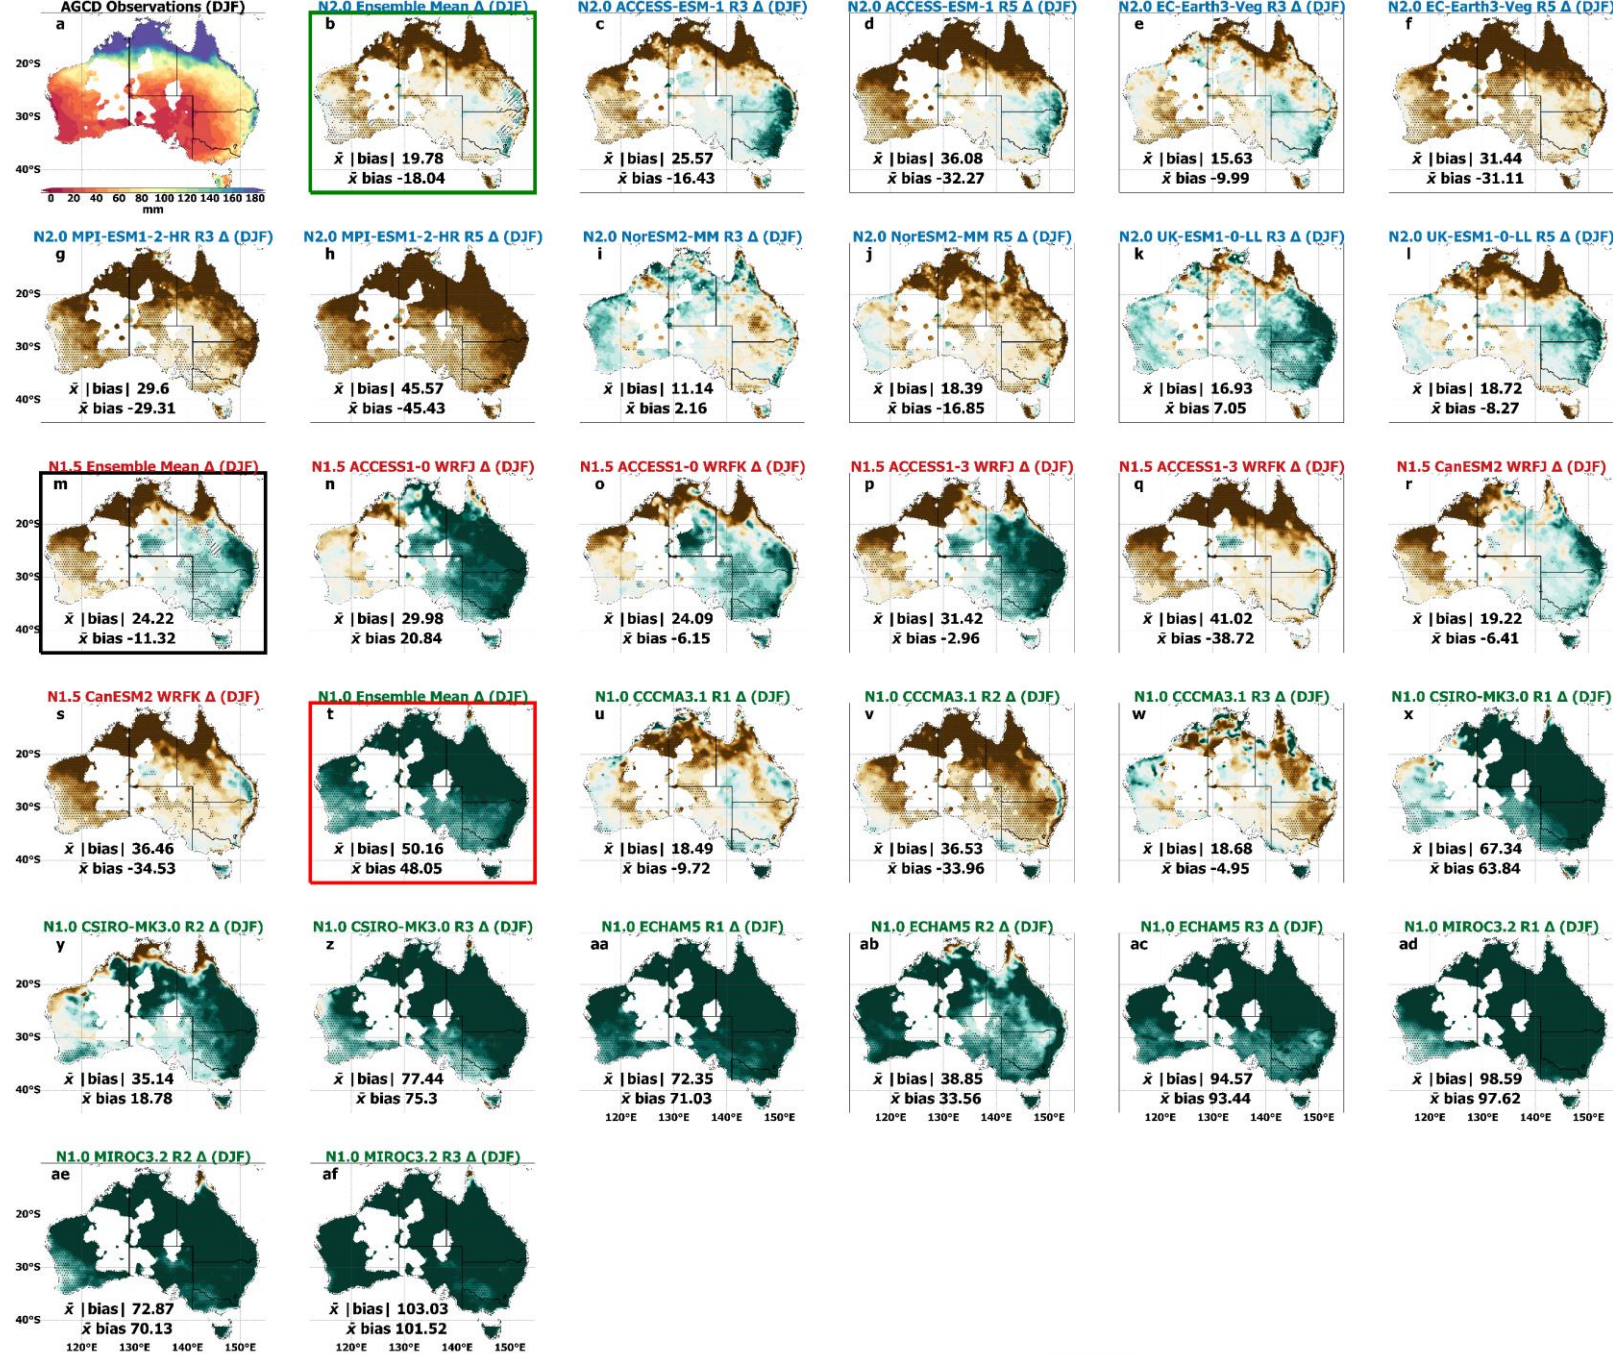 AGCD Observations (DJF)
N2.0 Ensemble Mean Δ (DJF)
N2.0 ACCESS-ESM-1 R3 Δ (DJF)
N2.0 ACCESS-ESM-1 R5 Δ (DJF)
N2.0 EC-Earth3-Veg R3 Δ (DJF)
N2.0 EC-Earth3-Veg R5 Δ (DJF)
a
b
c
d
e
f
20°S
30°S
40°S
x̄ |bias| 19.78
x̄ bias -18.04
x̄ |bias| 25.57
x̄ bias -16.43
x̄ |bias| 36.08
x̄ bias -32.27
x̄ |bias| 15.63
x̄ bias -9.99
x̄ |bias| 31.44
x̄ bias -31.11
0 20 40 60 80 100 120 140 160 180
mm
N2.0 MPI-ESM1-2-HR R3 Δ (DJF)
N2.0 MPI-ESM1-2-HR R5 Δ (DJF)
N2.0 NorESM2-MM R3 Δ (DJF)
N2.0 NorESM2-MM R5 Δ (DJF)
N2.0 UK-ESM1-0-LL R3 Δ (DJF)
N2.0 UK-ESM1-0-LL R5 Δ (DJF)
g
h
i
j
k
l
20°S
30°S
40°S
x̄ |bias| 29.6
x̄ bias -29.31
x̄ |bias| 45.57
x̄ bias -45.43
x̄ |bias| 11.14
x̄ bias 2.16
x̄ |bias| 18.39
x̄ bias -16.85
x̄ |bias| 16.93
x̄ bias 7.05
x̄ |bias| 18.72
x̄ bias -8.27
N1.5 Ensemble Mean Δ (DJF)
N1.5 ACCESS1-0 WRFJ Δ (DJF)
N1.5 ACCESS1-0 WRFK Δ (DJF)
N1.5 ACCESS1-3 WRFJ Δ (DJF)
N1.5 ACCESS1-3 WRFK Δ (DJF)
N1.5 CanESM2 WRFJ Δ (DJF)
m
n
o
p
q
r
20°S
30°S
40°S
x̄ |bias| 24.22
x̄ bias -11.32
x̄ |bias| 29.98
x̄ bias 20.84
x̄ |bias| 24.09
x̄ bias -6.15
x̄ |bias| 31.42
x̄ bias -2.96
x̄ |bias| 41.02
x̄ bias -38.72
x̄ |bias| 19.22
x̄ bias -6.41
N1.5 CanESM2 WRFK Δ (DJF)
N1.0 Ensemble Mean Δ (DJF)
N1.0 CCCMA3.1 R1 Δ (DJF)
N1.0 CCCMA3.1 R2 Δ (DJF)
N1.0 CCCMA3.1 R3 Δ (DJF)
N1.0 CSIRO-MK3.0 R1 Δ (DJF)
s
t
u
v
w
x
20°S
30°S
40°S
x̄ |bias| 36.46
x̄ bias -34.53
x̄ |bias| 50.16
x̄ bias 48.05
x̄ |bias| 18.49
x̄ bias -9.72
x̄ |bias| 36.53
x̄ bias -33.96
x̄ |bias| 18.68
x̄ bias -4.95
x̄ |bias| 67.34
x̄ bias 63.84
N1.0 CSIRO-MK3.0 R2 Δ (DJF)
N1.0 CSIRO-MK3.0 R3 Δ (DJF)
N1.0 ECHAM5 R1 Δ (DJF)
N1.0 ECHAM5 R2 Δ (DJF)
N1.0 ECHAM5 R3 Δ (DJF)
N1.0 MIROC3.2 R1 Δ (DJF)
y
z
aa
ab
ac
ad
20°S
30°S
40°S
x̄ |bias| 35.14
x̄ bias 18.78
x̄ |bias| 77.44
x̄ bias 75.3
x̄ |bias| 72.35
x̄ bias 71.03
x̄ |bias| 38.85
x̄ bias 33.56
x̄ |bias| 94.57
x̄ bias 93.44
x̄ |bias| 98.59
x̄ bias 97.62
120°E 130°E 140°E 150°E
120°E 130°E 140°E 150°E
120°E 130°E 140°E 150°E
120°E 130°E 140°E 150°E
N1.0 MIROC3.2 R2 Δ (DJF)
N1.0 MIROC3.2 R3 Δ (DJF)
ae
af
20°S
30°S
40°S
x̄ |bias| 72.87
x̄ bias 70.13
x̄ |bias| 103.03
x̄ bias 101.52
120°E 130°E 140°E 150°E
120°E 130°E 140°E 150°E